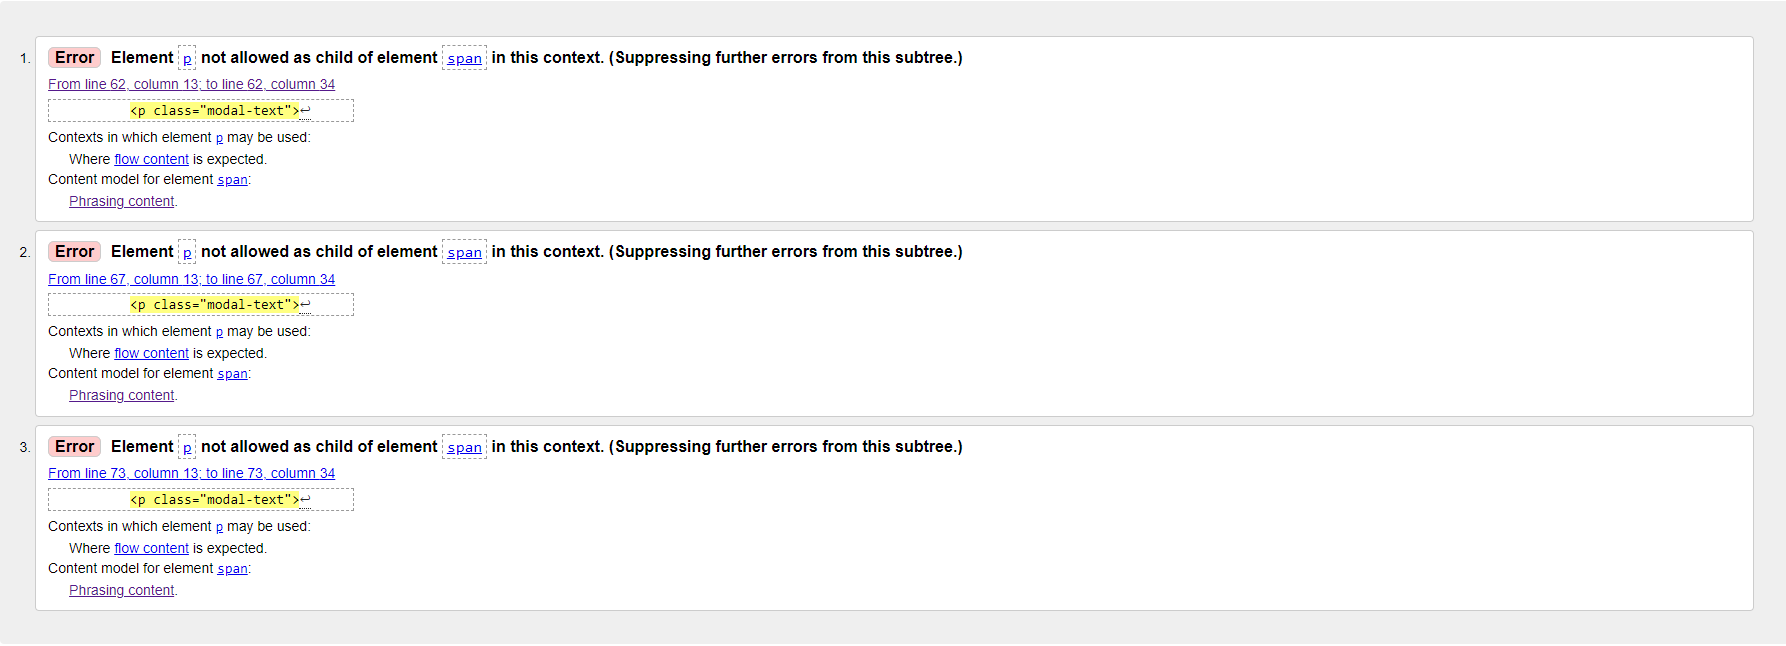 1. Error Element p not allowed as child of element span in this context. (Suppressing further errors from this subtree.)
From line 62, column 13; to line 62, column 34
<p class="modal-text">↩
Contexts in which element p may be used:
Where flow content is expected.
Content model for element span:
Phrasing content.
2. Error Element p not allowed as child of element span in this context. (Suppressing further errors from this subtree.)
From line 67, column 13; to line 67, column 34
<p class="modal-text">↩
Contexts in which element p may be used:
Where flow content is expected.
Content model for element span:
Phrasing content.
3. Error Element p not allowed as child of element span in this context. (Suppressing further errors from this subtree.)
From line 73, column 13; to line 73, column 34
<p class="modal-text">↩
Contexts in which element p may be used:
Where flow content is expected.
Content model for element span:
Phrasing content.